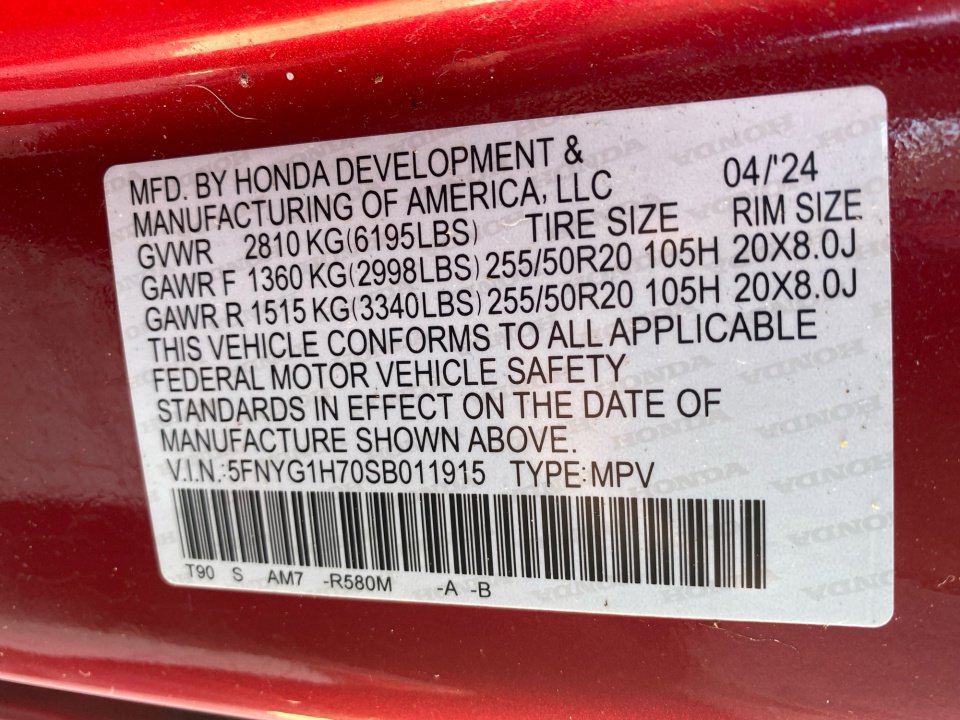 MFD. BY HONDA DEVELOPMENT &
MANUFACTURING OF AMERICA, LLC 04/'24
GVWR 2810 KG(6195LBS) TIRE SIZE RIM SIZE
GAWR F 1360 KG(2998LBS) 255/50R20 105H 20X8.0J
GAWR R 1515 KG(3340LBS) 255/50R20 105H 20X8.0J
THIS VEHICLE CONFORMS TO ALL APPLICABLE
FEDERAL MOTOR VEHICLE SAFETY
STANDARDS IN EFFECT ON THE DATE OF
MANUFACTURE SHOWN ABOVE.
V.I.N.:5FNYG1H70SB011915 TYPE:MPV
T90 S AM7 -R580M -A -B